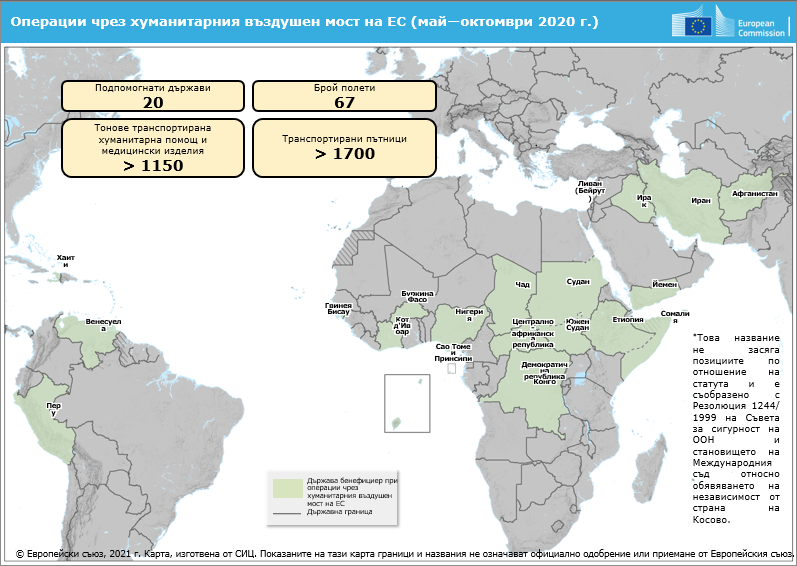 Операции чрез хуманитарния въздушен мост на ЕС (май—октомври 2020 г.)
European
Commission
Подпомогнати държави
20
Брой полети
67
Тонове транспортирана
хуманитарна помощ и
медицински изделия
> 1150
Транспортирани пътници
> 1700
Ливан
(Бейрут
)
Ира
к
Иран
Афганистан
Хаит
и
Чад
Судан
Йемен
Буркина
Фасо
Гвинея
Бисау
Нигери
я
Сомали
я
Венесуел
а
Кот
д'Ив
оар
Централно
африканск
а
република
Южен
Судан
Етиопия
Сао Томе
и
Принсипи
Демократич
на
република
Конго
Пер
у
*Това название
не засяга
позициите по
отношение на
статута и е
съобразено с
Резолюция 1244/
1999 на Съвета
за сигурност на
ООН и
становището на
Международния
съд относно
обявяването на
независимост от
страна на
Косово.
Държава бенефициер при
операции чрез
хуманитарния въздушен
мост на ЕС
Държавна граница
© Европейски съюз, 2021 г. Карта, изготвена от СИЦ. Показаните на тази карта граници и названия не означават официално одобрение или приемане от Европейския съюз.